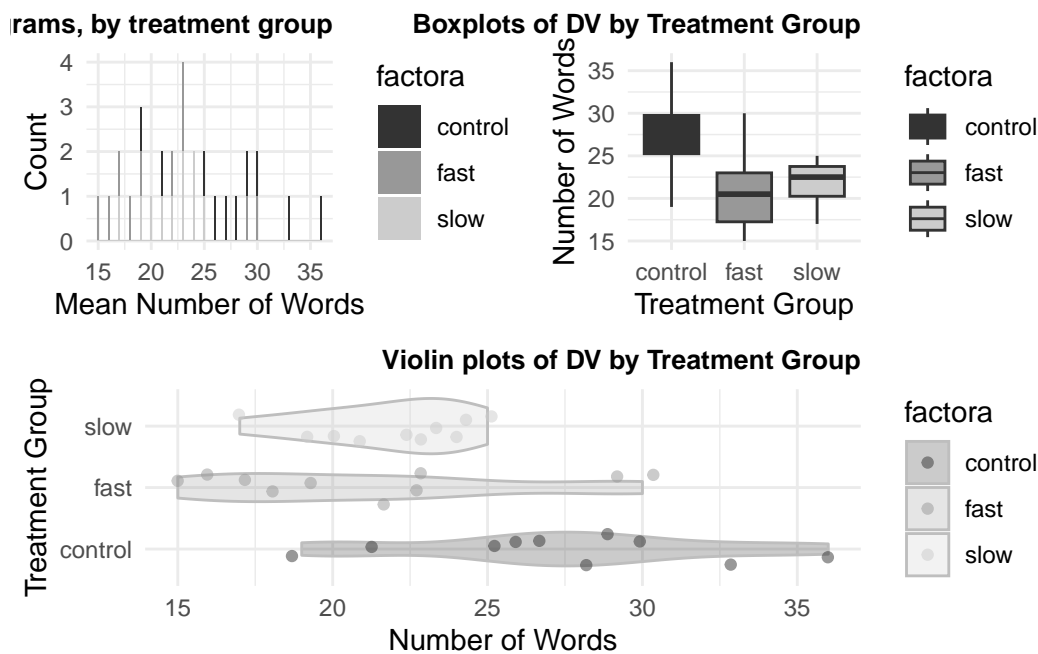 rams, by treatment group
Count
4
3
2
1
0
15 20 25 30 35
Mean Number of Words
factora
control
fast
slow
Boxplots of DV by Treatment Group
Number of Words
35
30
25
20
15
control fast slow
Treatment Group
factora
control
fast
slow
Violin plots of DV by Treatment Group
Treatment Group
slow
fast
control
15 20 25 30 35
Number of Words
factora
control
fast
slow